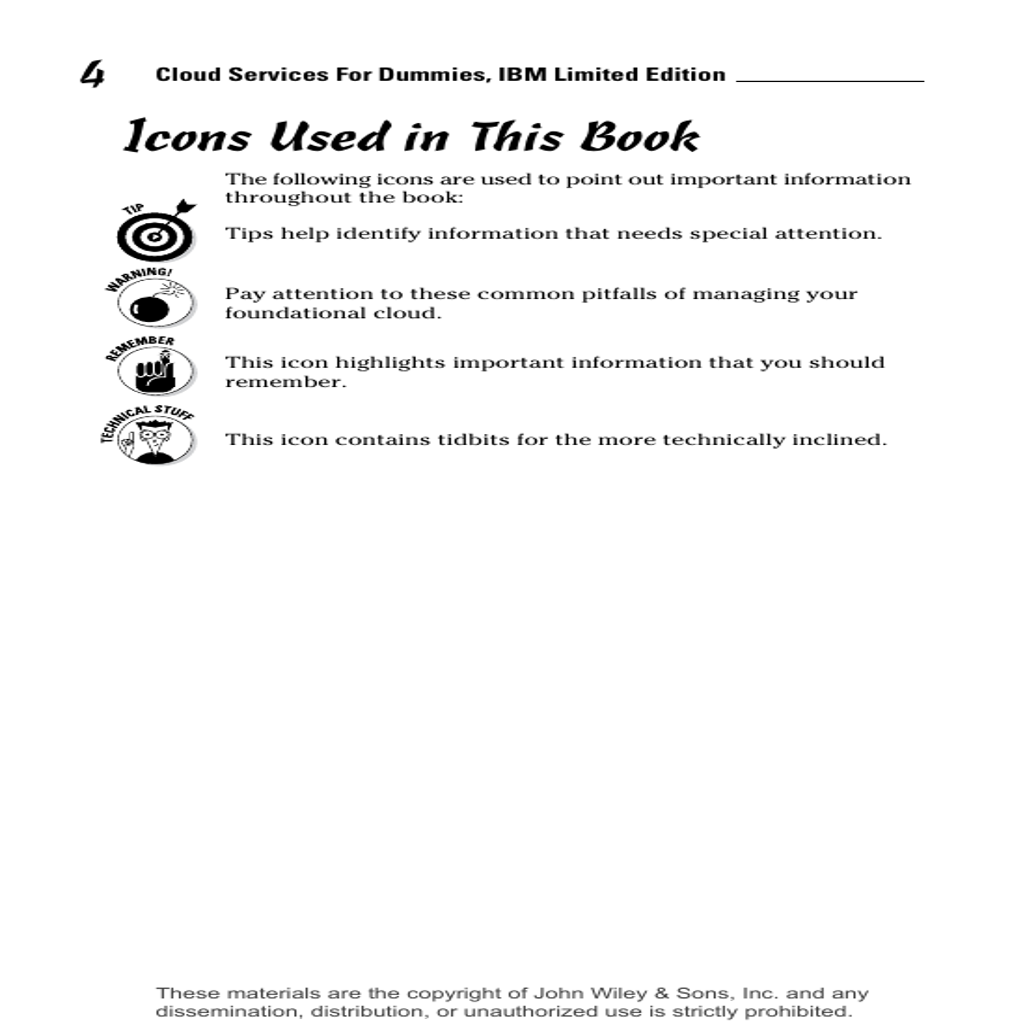 4
Cloud Services For Dummies, IBM Limited Edition
Icons Used in This Book
The following icons are used to point out important information
throughout the book:
TIP
Tips help identify information that needs special attention.
WARNING!
Pay attention to these common pitfalls of managing your
foundational cloud.
REMEMBER
This icon highlights important information that you should
remember.
TECHNICAL STUFF
This icon contains tidbits for the more technically inclined.
These materials are the copyright of John Wiley & Sons, Inc. and any
dissemination, distribution, or unauthorized use is strictly prohibited.